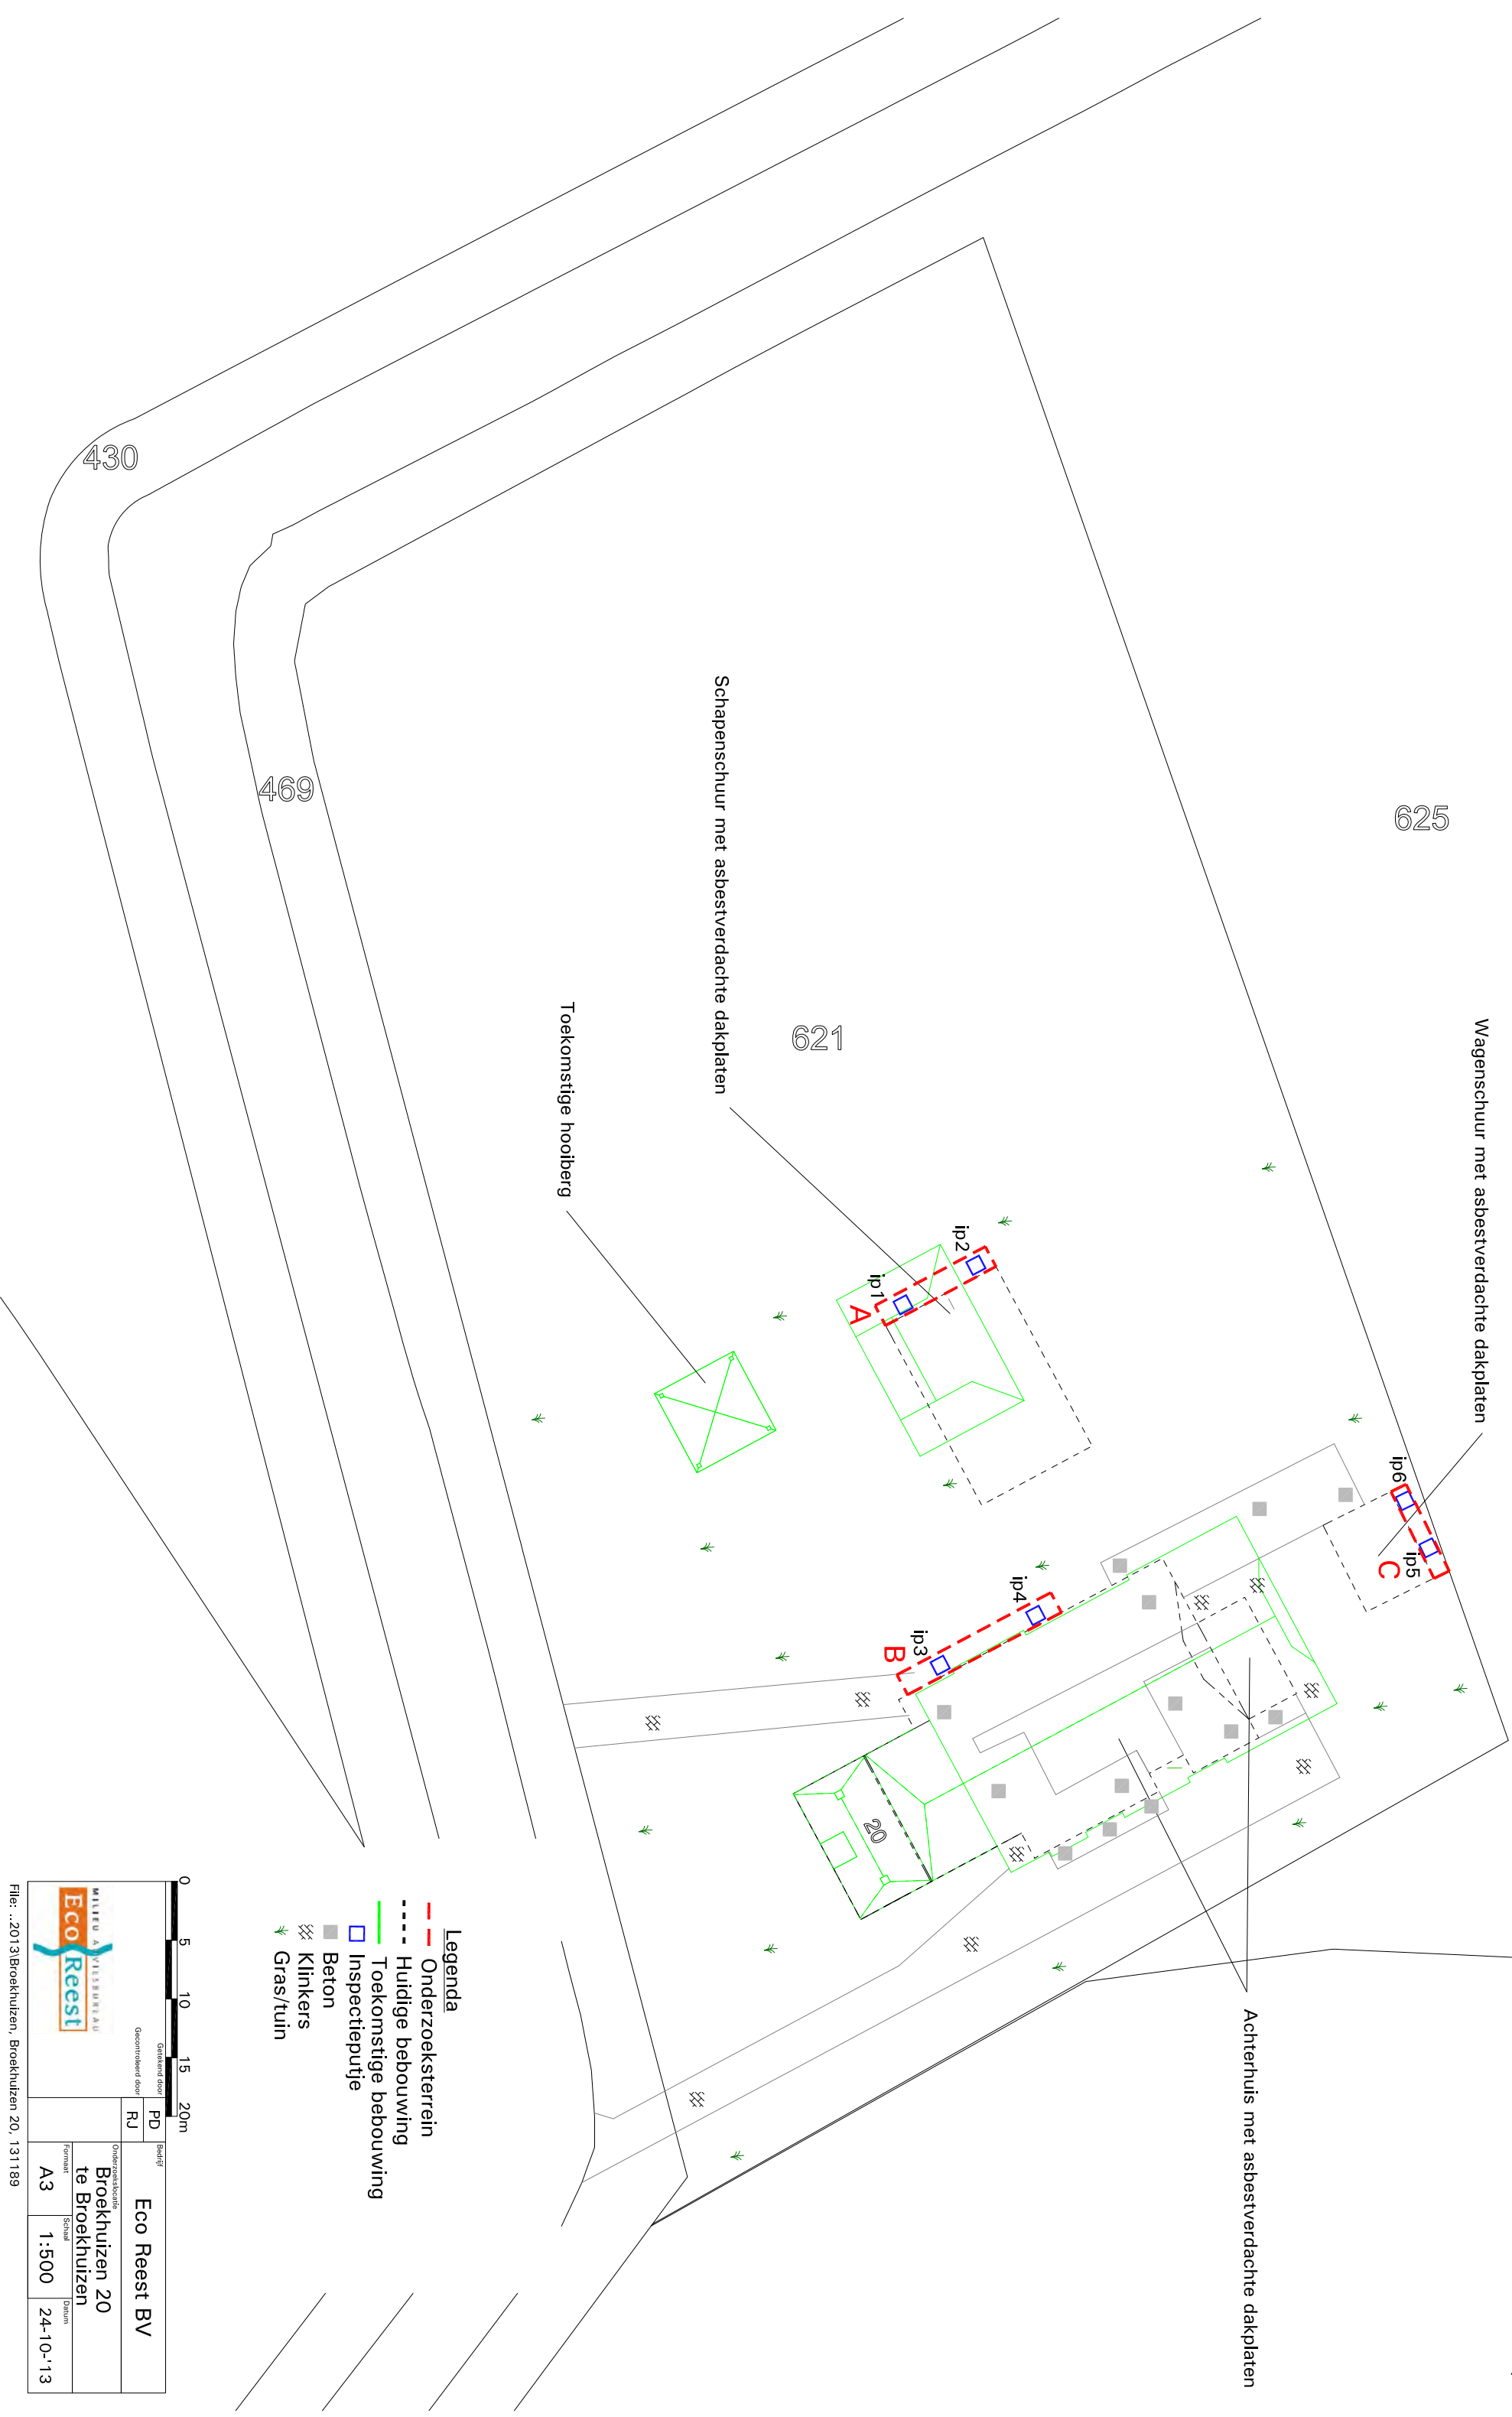 430
469
625
621
Schapenschuur met asbestverdachte dakplaten
Toekomstige hooiberg
Wagenschuur met asbestverdachte dakplaten
Achterhuis met asbestverdachte dakplaten
ip2
ip1
A
ip6
ip5
C
ip4
ip3
B
20
Legenda
Onderzoeksterrein
Huidige bebouwing
Toekomstige bebouwing
Inspectieputje
Beton
Klinkers
Gras/tuin
0 5 10 15 20m
MILIEU ADVIESBUREAU
Eco Reest
Getekend door PD
Gecontroleerd door RJ
Bedrijf
Eco Reest BV
Onderzoekslocatie
Broekhuizen 20
te Broekhuizen
Formaat
A3
Schaal
1:500
Datum
24-10-'13
File: ..2013\Broekhuizen, Broekhuizen 20, 131189